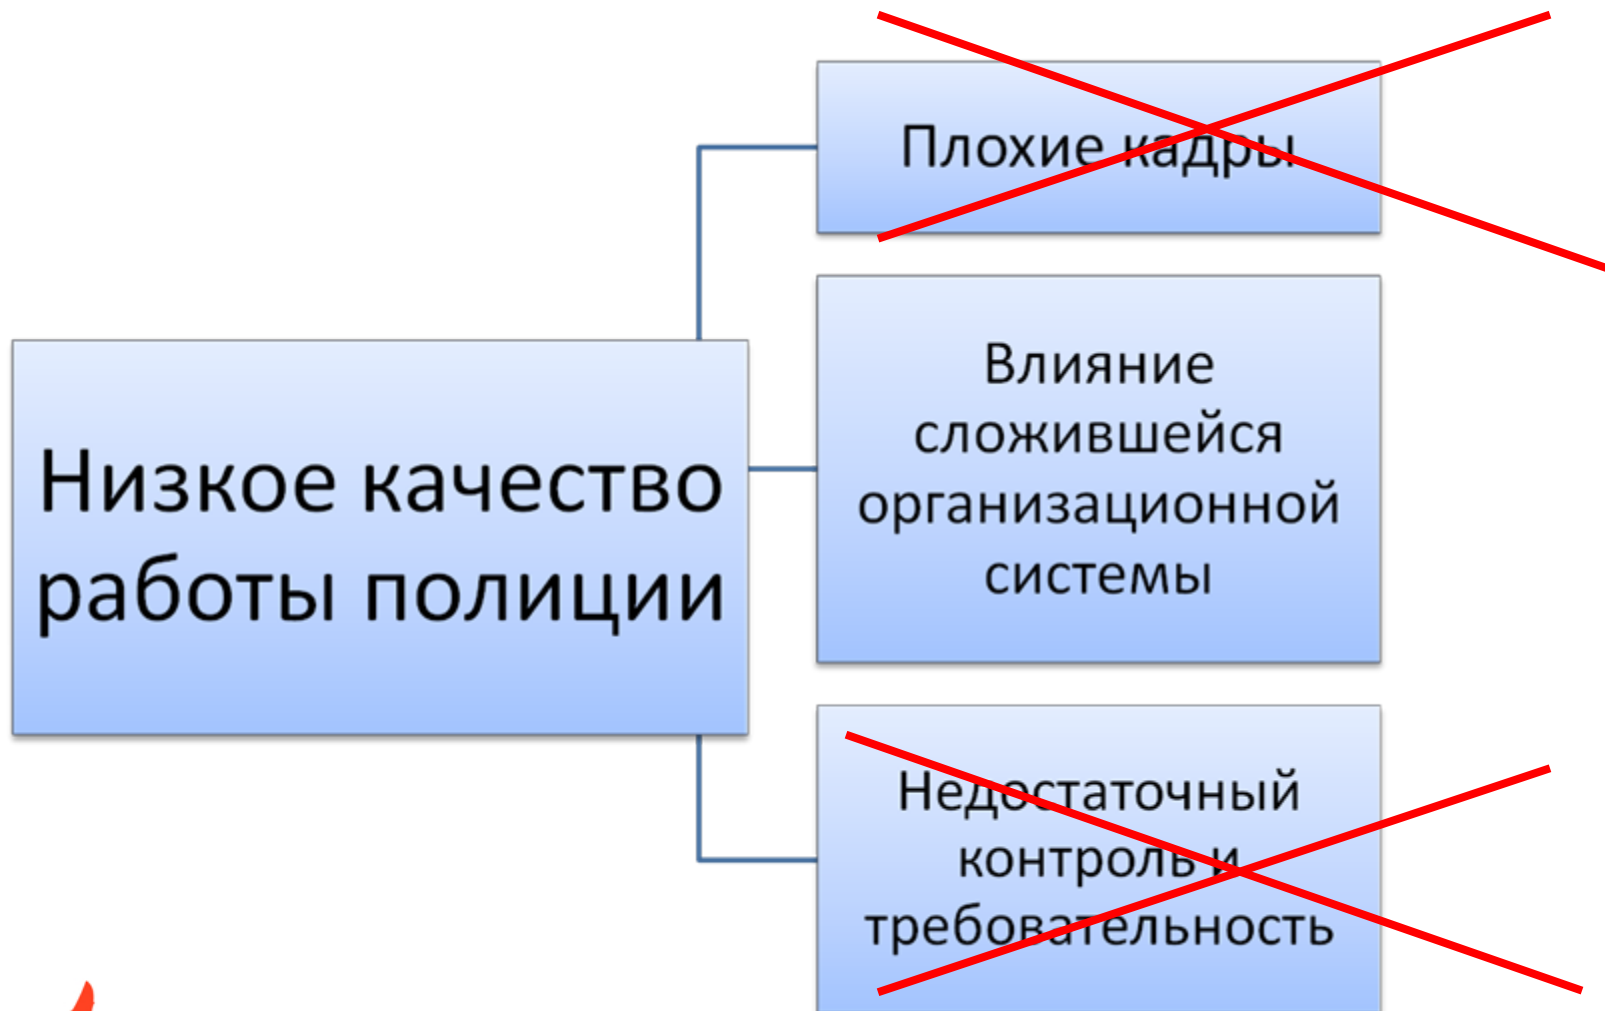 Плохие кадры
Влияние
сложившейся
организационной
системы
Низкое качество
работы полиции
Недостаточный
контроль и
требовательность